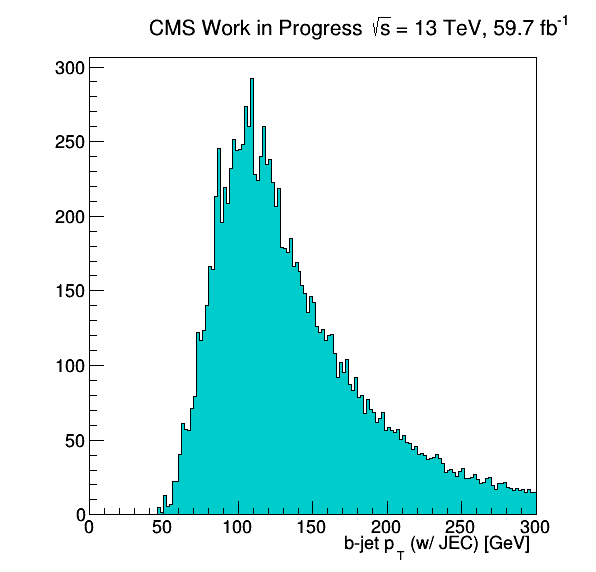 CMS Work in Progress √s = 13 TeV, 59.7 fb⁻¹
300
250
200
150
100
50
0
0 50 100 150 200 250 300
b-jet p_T (w/ JEC) [GeV]